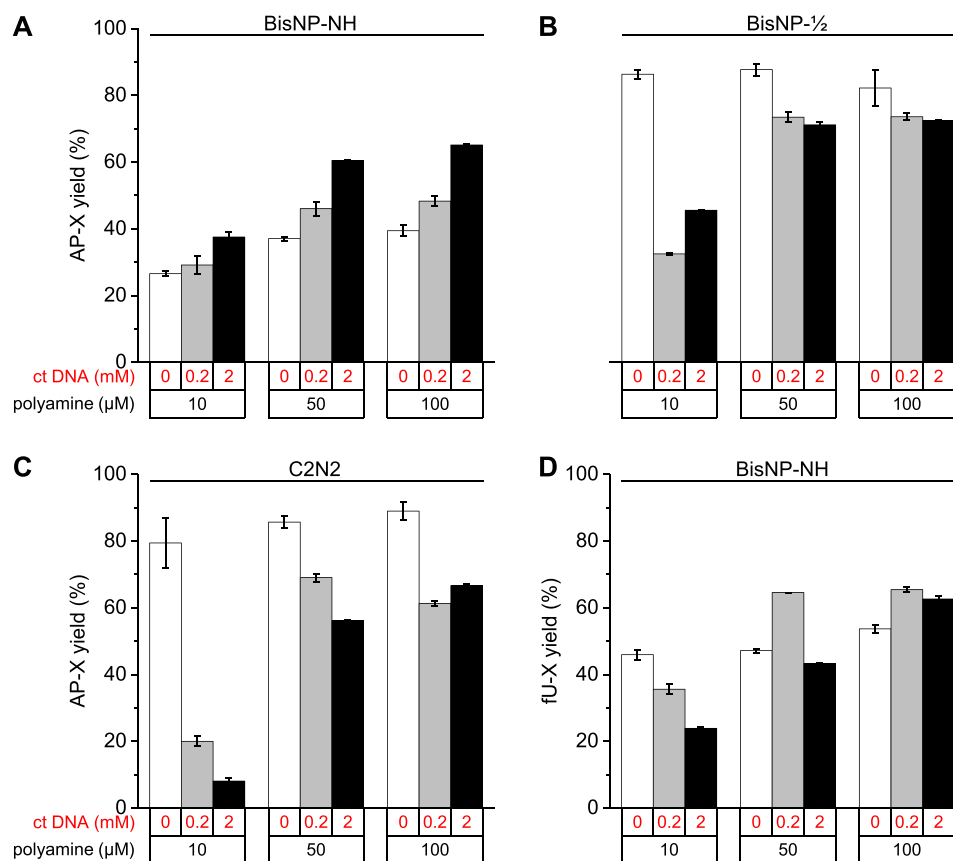 A BisNP-NH
B BisNP-½
AP-X yield (%)
100
80
60
40
20
0
ct DNA (mM) 0 0.2 2 0 0.2 2 0 0.2 2 0 0.2 2 0 0.2 2 0 0.2 2
polyamine (µM) 10 50 100 10 50 100
C C2N2
D BisNP-NH
AP-X yield (%)
100
80
60
40
20
0
fU-X yield (%)
100
80
60
40
20
0
ct DNA (mM) 0 0.2 2 0 0.2 2 0 0.2 2 0 0.2 2 0 0.2 2 0 0.2 2
polyamine (µM) 10 50 100 10 50 100